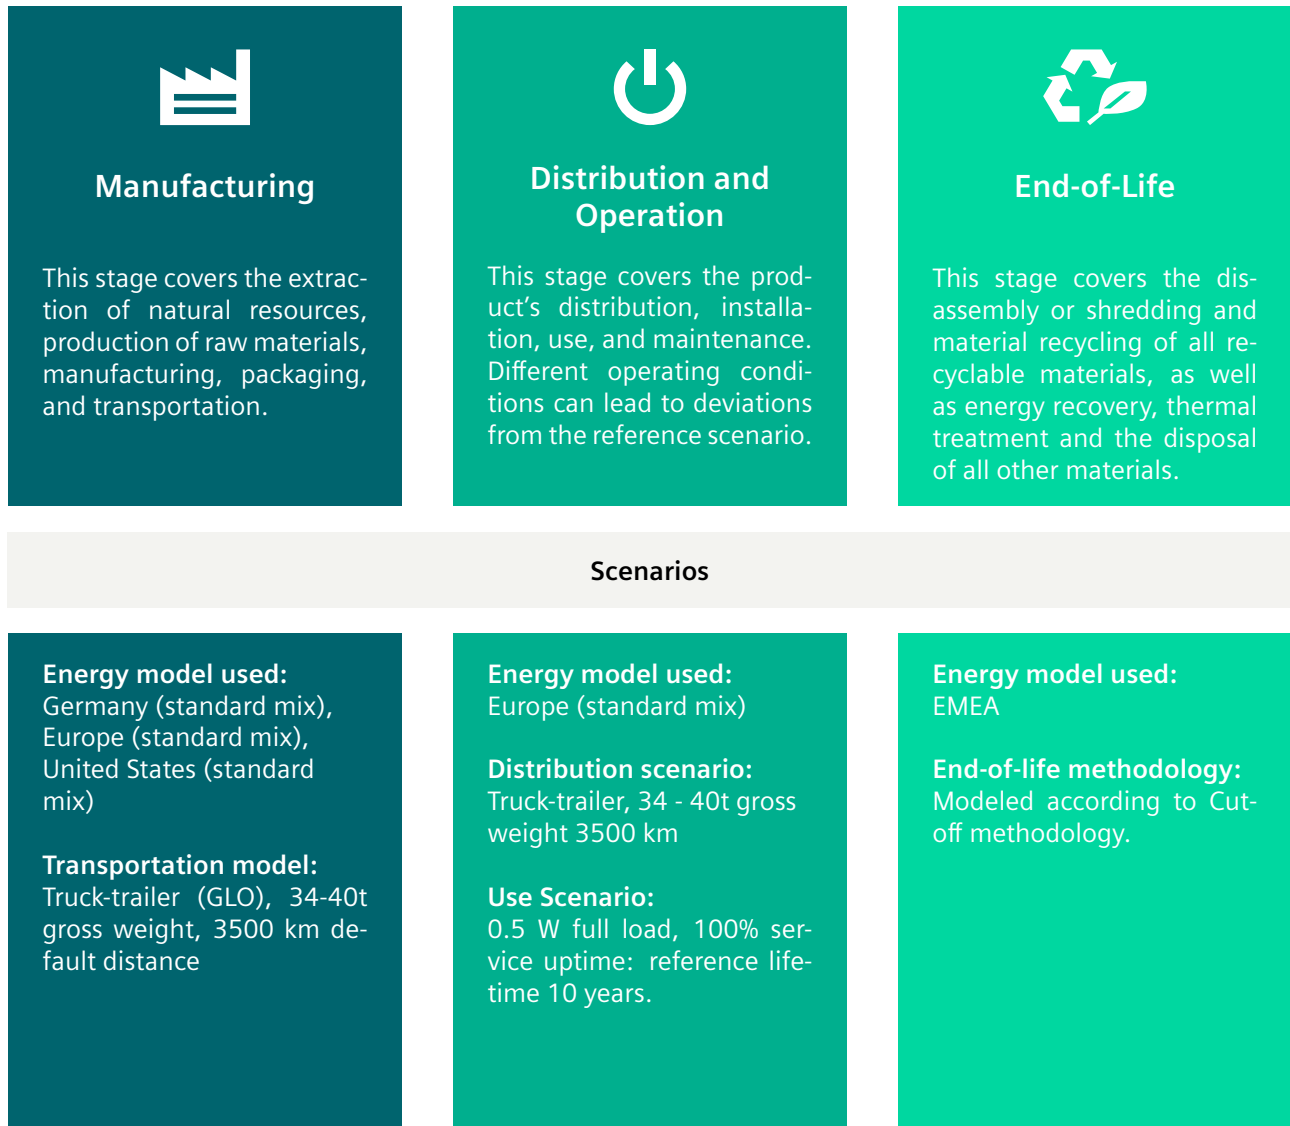 Manufacturing
This stage covers the extrac-
tion of natural resources,
production of raw materials,
manufacturing, packaging,
and transportation.
Distribution and
Operation
This stage covers the prod-
uct's distribution, installa-
tion, use, and maintenance.
Different operating condi-
tions can lead to deviations
from the reference scenario.
End-of-Life
This stage covers the dis-
assembly or shredding and
material recycling of all re-
cyclable materials, as well
as energy recovery, thermal
treatment and the disposal
of all other materials.
Scenarios
Energy model used:
Germany (standard mix),
Europe (standard mix),
United States (standard
mix)
Transportation model:
Truck-trailer (GLO), 34-40t
gross weight, 3500 km de-
fault distance
Energy model used:
Europe (standard mix)
Distribution scenario:
Truck-trailer, 34 - 40t gross
weight 3500 km
Use Scenario:
0.5 W full load, 100% ser-
vice uptime: reference life-
time 10 years.
Energy model used:
EMEA
End-of-life methodology:
Modeled according to Cut-
off methodology.